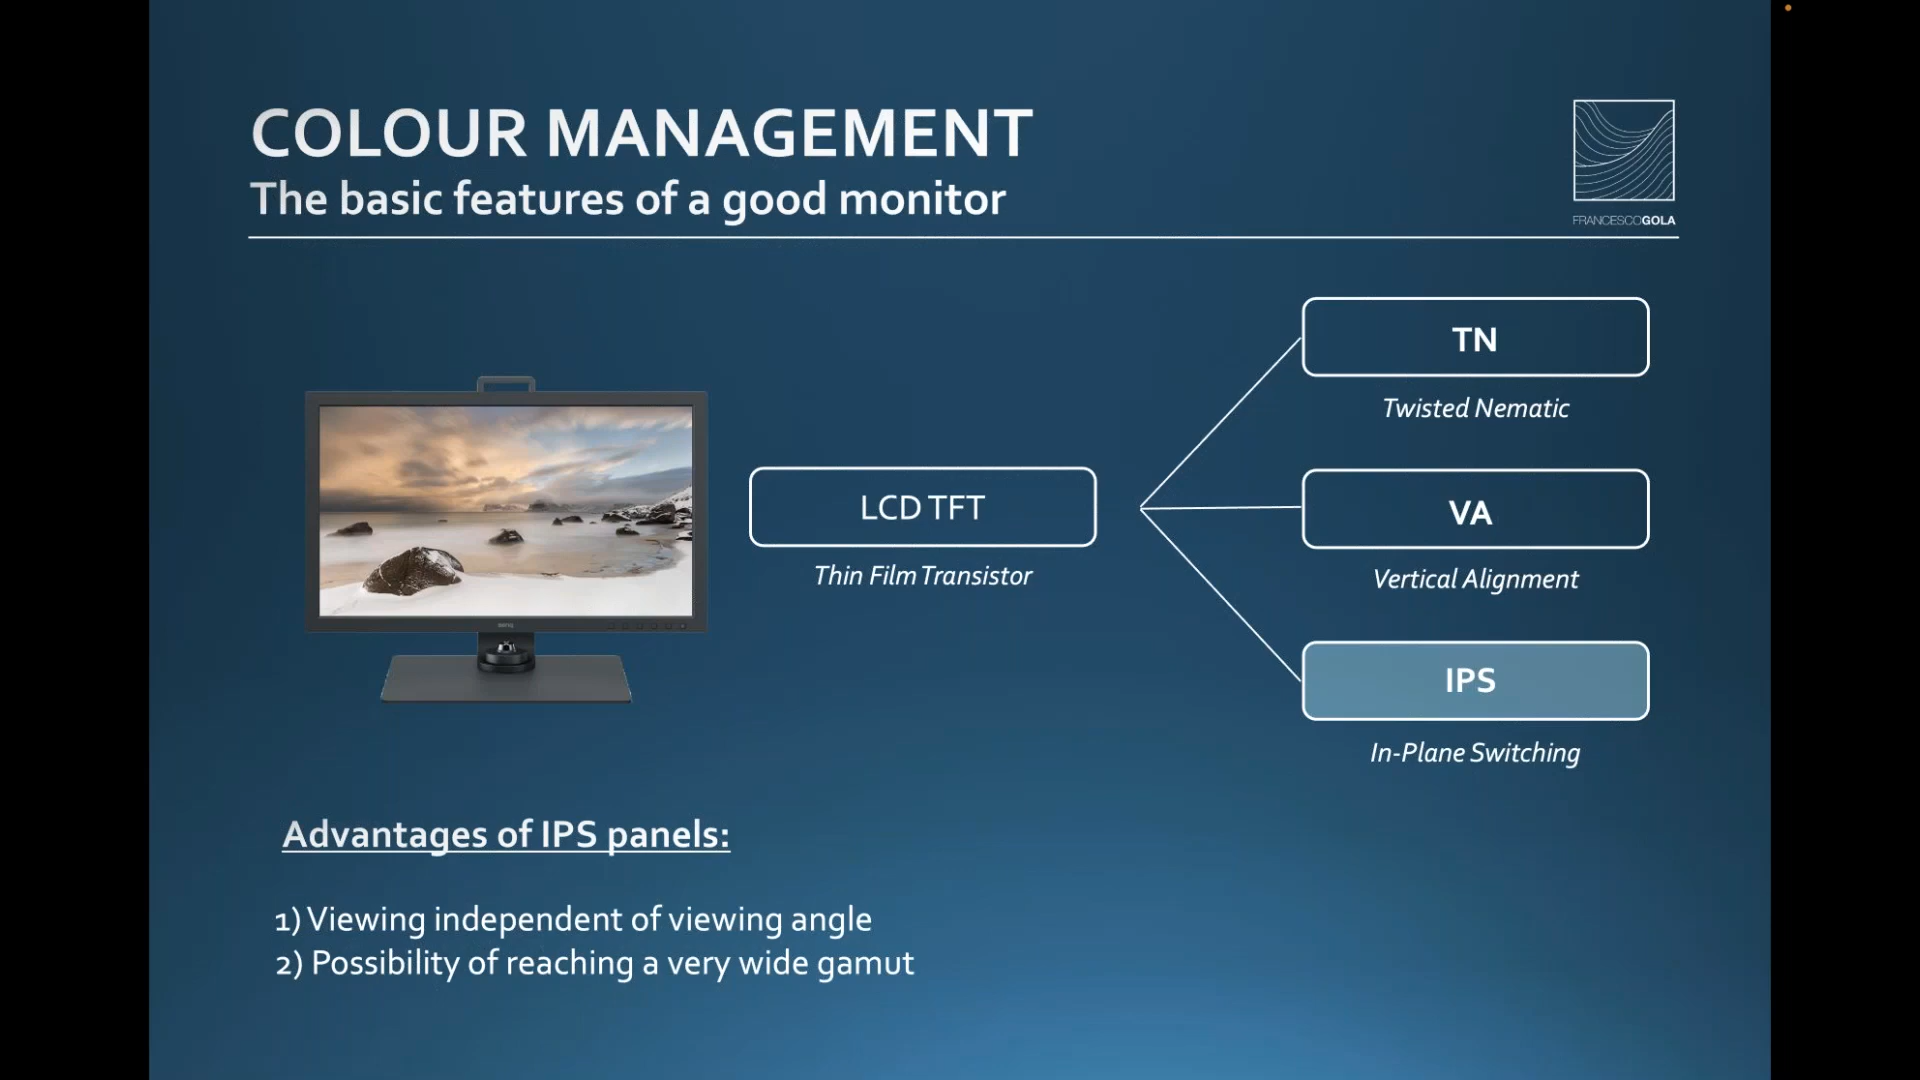 COLOUR MANAGEMENT
The basic features of a good monitor
FRANCESCOGOLA
TN
Twisted Nematic
LCD TFT
Thin Film Transistor
VA
Vertical Alignment
IPS
In-Plane Switching
BenQ
Advantages of IPS panels:
1) Viewing independent of viewing angle
2) Possibility of reaching a very wide gamut